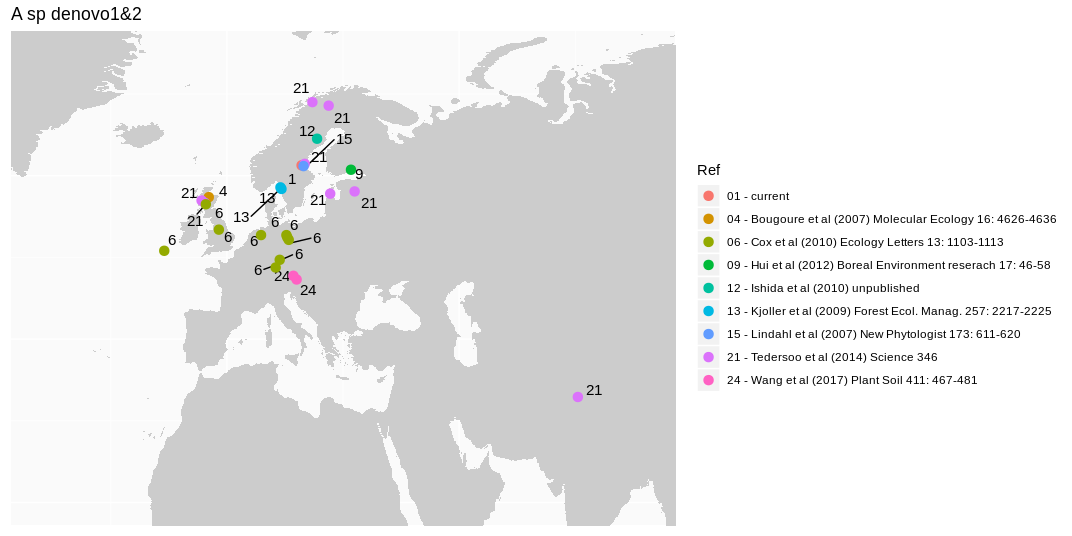 A sp denovo1&2
21
21
12
15
21
9
1
13
21
21
21
4
13
6
21
6
6
6
6
6
6
6
6
24
24
21
Ref
01 - current
04 - Bougoure et al (2007) Molecular Ecology 16: 4626-4636
06 - Cox et al (2010) Ecology Letters 13: 1103-1113
09 - Hui et al (2012) Boreal Environment reserach 17: 46-58
12 - Ishida et al (2010) unpublished
13 - Kjoller et al (2009) Forest Ecol. Manag. 257: 2217-2225
15 - Lindahl et al (2007) New Phytologist 173: 611-620
21 - Tedersoo et al (2014) Science 346
24 - Wang et al (2017) Plant Soil 411: 467-481